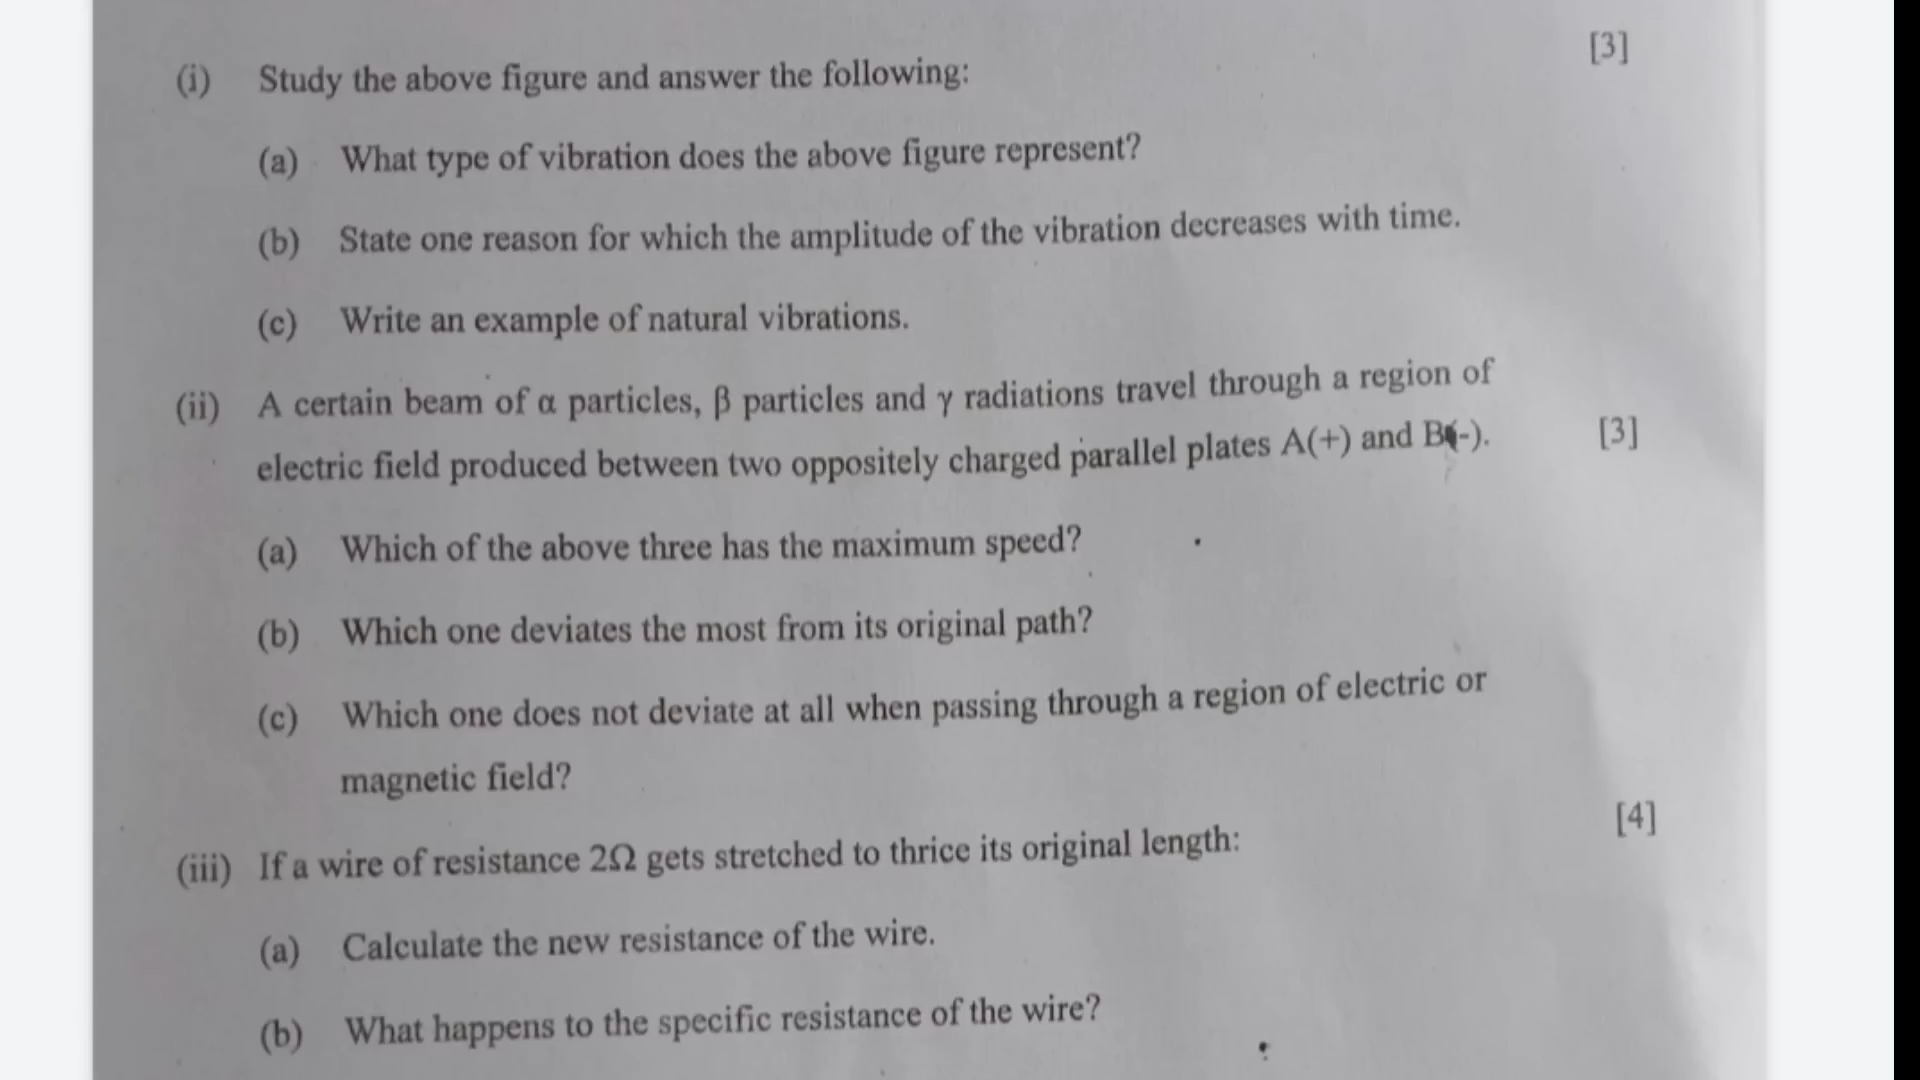 [3]
(i) Study the above figure and answer the following:
(a) What type of vibration does the above figure represent?
(b) State one reason for which the amplitude of the vibration decreases with time.
(c) Write an example of natural vibrations.
(ii) A certain beam of α particles, β particles and γ radiations travel through a region of
electric field produced between two oppositely charged parallel plates A(+) and B(-). [3]
(a) Which of the above three has the maximum speed?
(b) Which one deviates the most from its original path?
(c) Which one does not deviate at all when passing through a region of electric or
magnetic field?
[4]
(iii) If a wire of resistance 2Ω gets stretched to thrice its original length:
(a) Calculate the new resistance of the wire.
(b) What happens to the specific resistance of the wire?